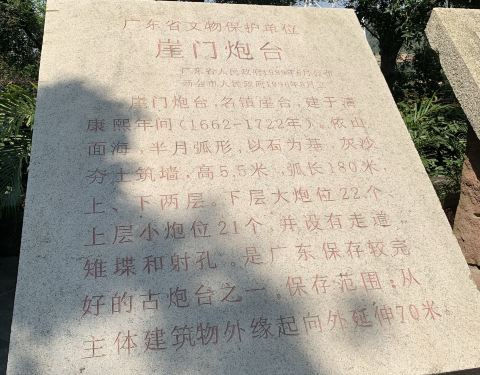 广东省文物保护单位
崖门炮台
广东省人民政府1989年6月公布
新会市人民政府1996年8月立
崖门炮台,名镇崖台,建于清
康熙年间(1662-1722年)。依山
面海,半月弧形,以石为基,灰沙
夯土筑墙,高5.5米,弧长180米,
上、下两层。下层大炮位22个,
上层小炮位21个,并设有走道、
雉堞和射孔。是广东保存较完
好的古炮台之一。保存范围:从
主体建筑物外缘起向外延伸70米。